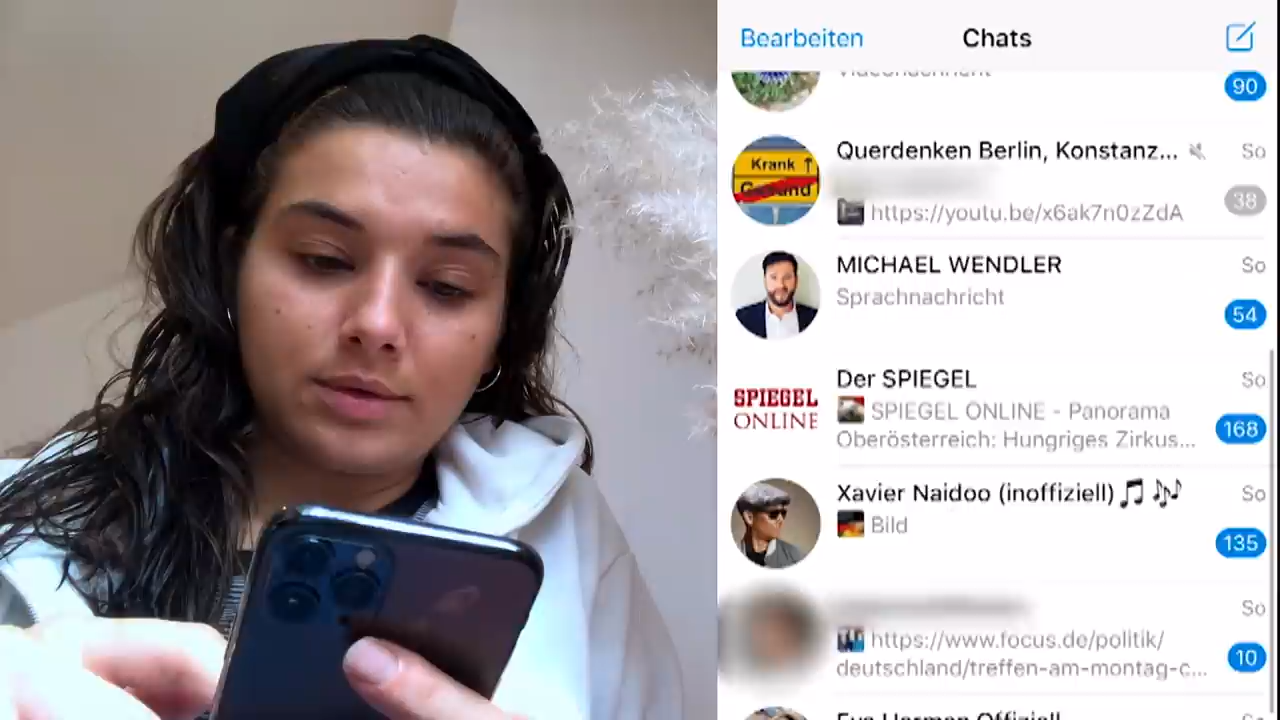 Bearbeiten
Chats
90
Querdenken Berlin, Konstanz...
So
Krank ↑
https://youtu.be/x6ak7n0zZdA
38
MICHAEL WENDLER
So
Sprachnachricht
54
Der SPIEGEL
So
SPIEGEL
ONLINE
SPIEGEL ONLINE - Panorama
Oberösterreich: Hungriges Zirkus...
168
Xavier Naidoo (inoffiziell) 🎵 🎶
So
Bild
135
So
https://www.focus.de/politik/
deutschland/treffen-am-montag-c...
10